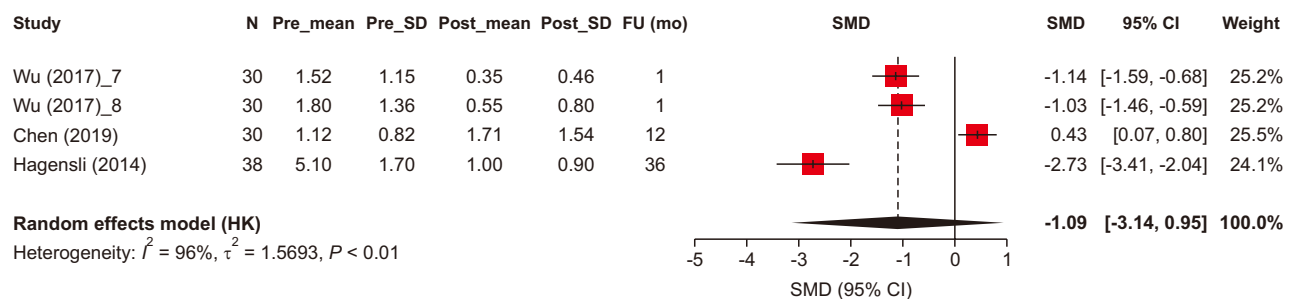 Study N Pre_mean Pre_SD Post_mean Post_SD FU (mo) SMD SMD 95% CI Weight
Wu (2017)_7 30 1.52 1.15 0.35 0.46 1 -1.14 [-1.59, -0.68] 25.2%
Wu (2017)_8 30 1.80 1.36 0.55 0.80 1 -1.03 [-1.46, -0.59] 25.2%
Chen (2019) 30 1.12 0.82 1.71 1.54 12 0.43 [0.07, 0.80] 25.5%
Hagensli (2014) 38 5.10 1.70 1.00 0.90 36 -2.73 [-3.41, -2.04] 24.1%
Random effects model (HK) -1.09 [-3.14, 0.95] 100.0%
Heterogeneity: I² = 96%, τ² = 1.5693, P < 0.01
-5 -4 -3 -2 -1 0 1
SMD (95% CI)